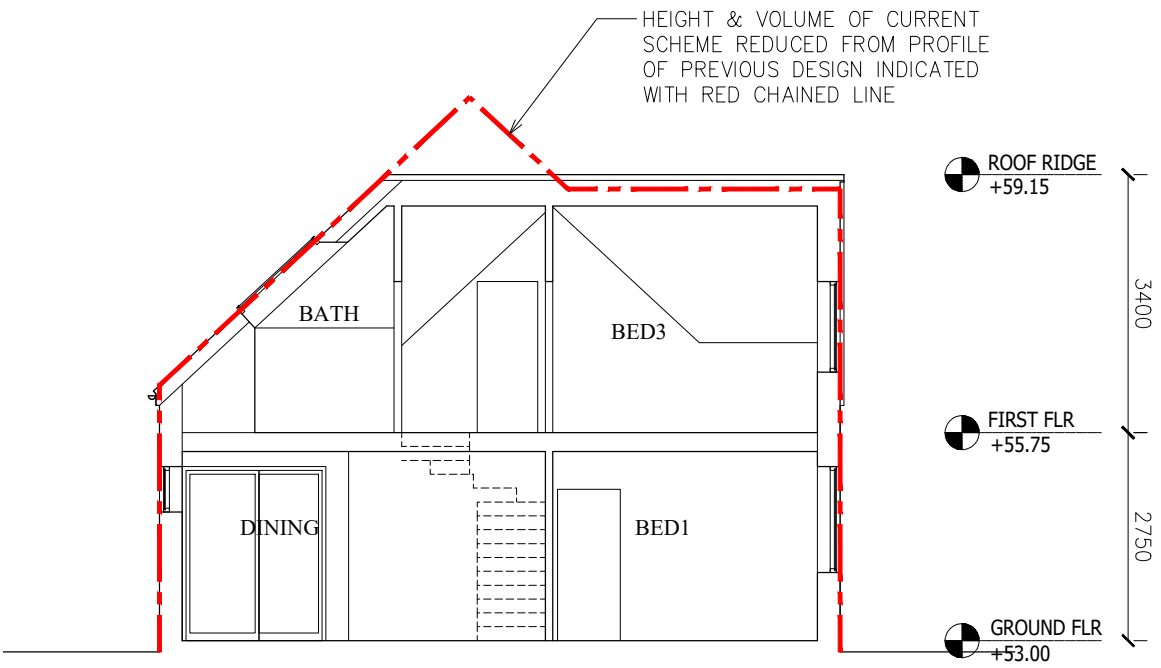 HEIGHT & VOLUME OF CURRENT
SCHEME REDUCED FROM PROFILE
OF PREVIOUS DESIGN INDICATED
WITH RED CHAINED LINE
ROOF RIDGE
+59.15
3400
BATH
BED3
FIRST FLR
+55.75
2750
DINING
BED1
GROUND FLR
+53.00